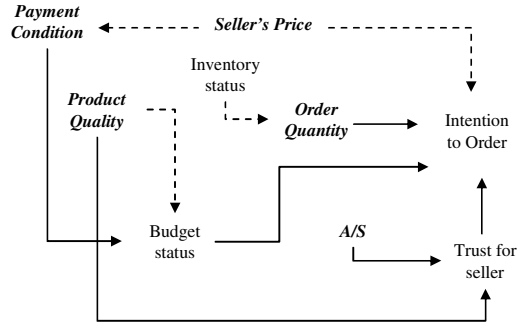 Payment
Condition
Seller's Price
Inventory
status
Product
Quality
Order
Quantity
Intention
to Order
Budget
status
A/S
Trust for
seller